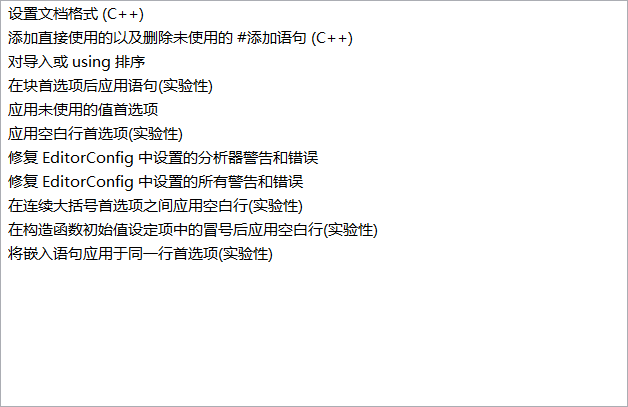 设置文档格式 (C++)
添加直接使用的以及删除未使用的 #添加语句 (C++)
对导入或 using 排序
在块首选项后应用语句(实验性)
应用未使用的值首选项
应用空白行首选项(实验性)
修复 EditorConfig 中设置的分析器警告和错误
修复 EditorConfig 中设置的所有警告和错误
在连续大括号首选项之间应用空白行(实验性)
在构造函数初始值设定项中的冒号后应用空白行(实验性)
将嵌入语句应用于同一行首选项(实验性)